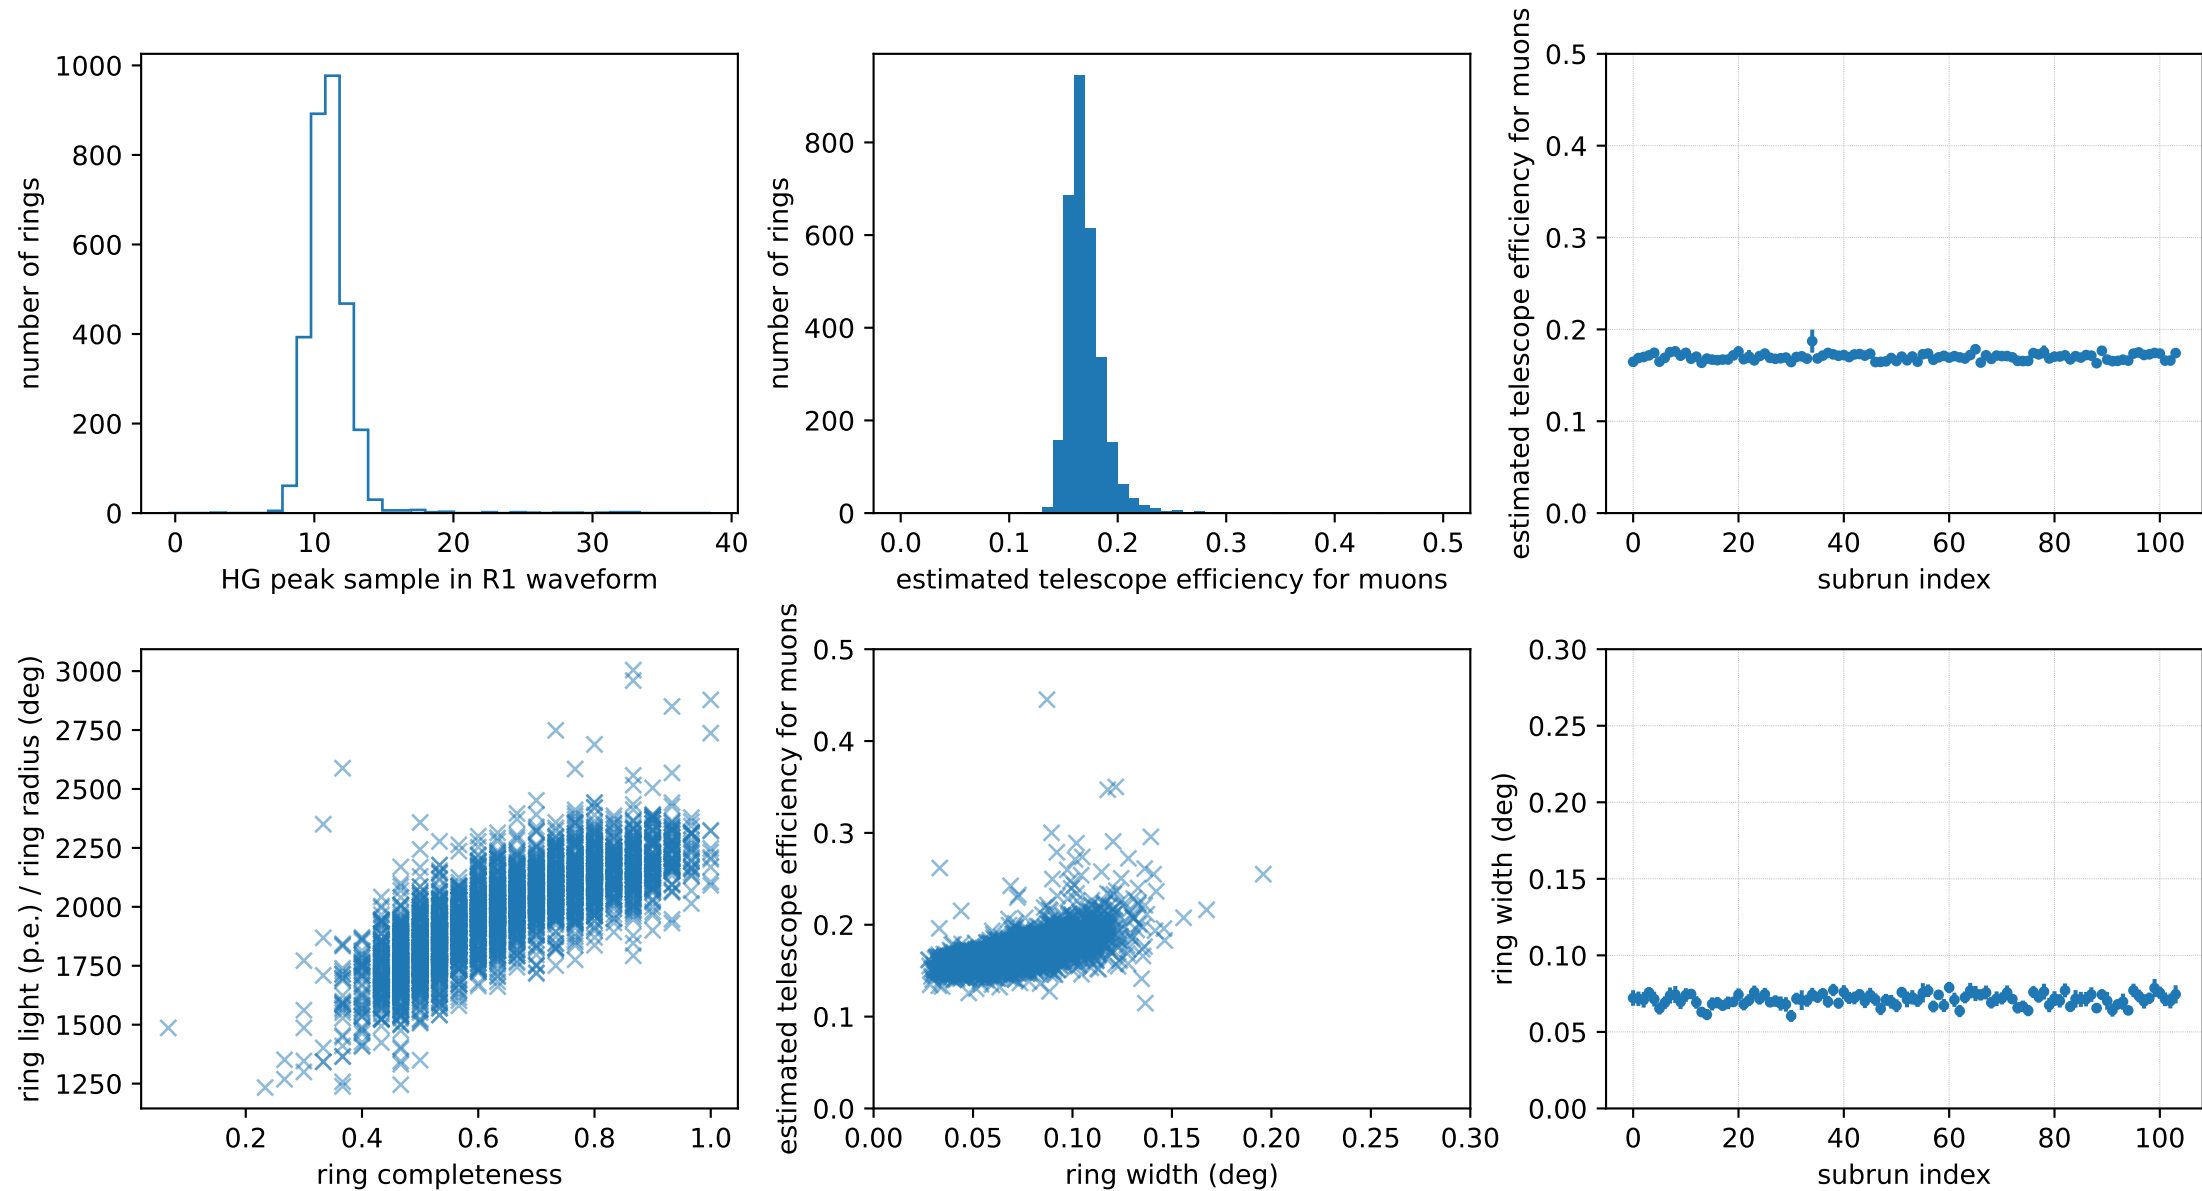 number of rings
1000
800
600
400
200
0
0 10 20 30 40
HG peak sample in R1 waveform
number of rings
800
600
400
200
0
0.0 0.1 0.2 0.3 0.4 0.5
estimated telescope efficiency for muons
estimated telescope efficiency for muons
0.5
0.4
0.3
0.2
0.1
0.0
0 20 40 60 80 100
subrun index
ring light (p.e.) / ring radius (deg)
3000
2750
2500
2250
2000
1750
1500
1250
0.2 0.4 0.6 0.8 1.0
ring completeness
estimated telescope efficiency for muons
0.5
0.4
0.3
0.2
0.1
0.0
0.00 0.05 0.10 0.15 0.20 0.25 0.30
ring width (deg)
ring width (deg)
0.30
0.25
0.20
0.15
0.10
0.05
0.00
0 20 40 60 80 100
subrun index